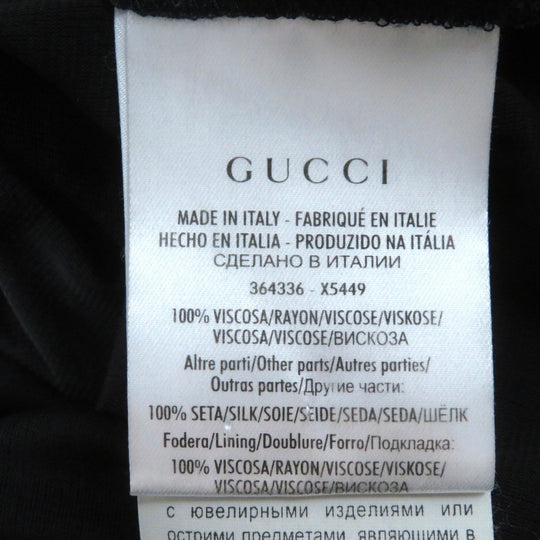 GUCCI
MADE IN ITALY - FABRIQUÉ EN ITALIE
HECHO EN ITALIA - PRODUZIDO NA ITÁLIA
СДЕЛАНО В ИТАЛИИ
364336 - X5449
100% VISCOSA/RAYON/VISCOSE/VISKOSE/
VISCOSA/VISCOSE/ВИСКОЗА
Altre parti/Other parts/Autres parties/
Outras partes/Другие части:
100% SETA/SILK/SOIE/SEIDE/SEDA/SEDA/ШЁЛК
Fodera/Lining/Doublure/Forro/Подкладка:
100% VISCOSA/RAYON/VISCOSE/VISKOSE/
VISCOSA/VISCOSE/ВИСКОЗА
с ювелирными изделиями или
острими предметами, являющими в